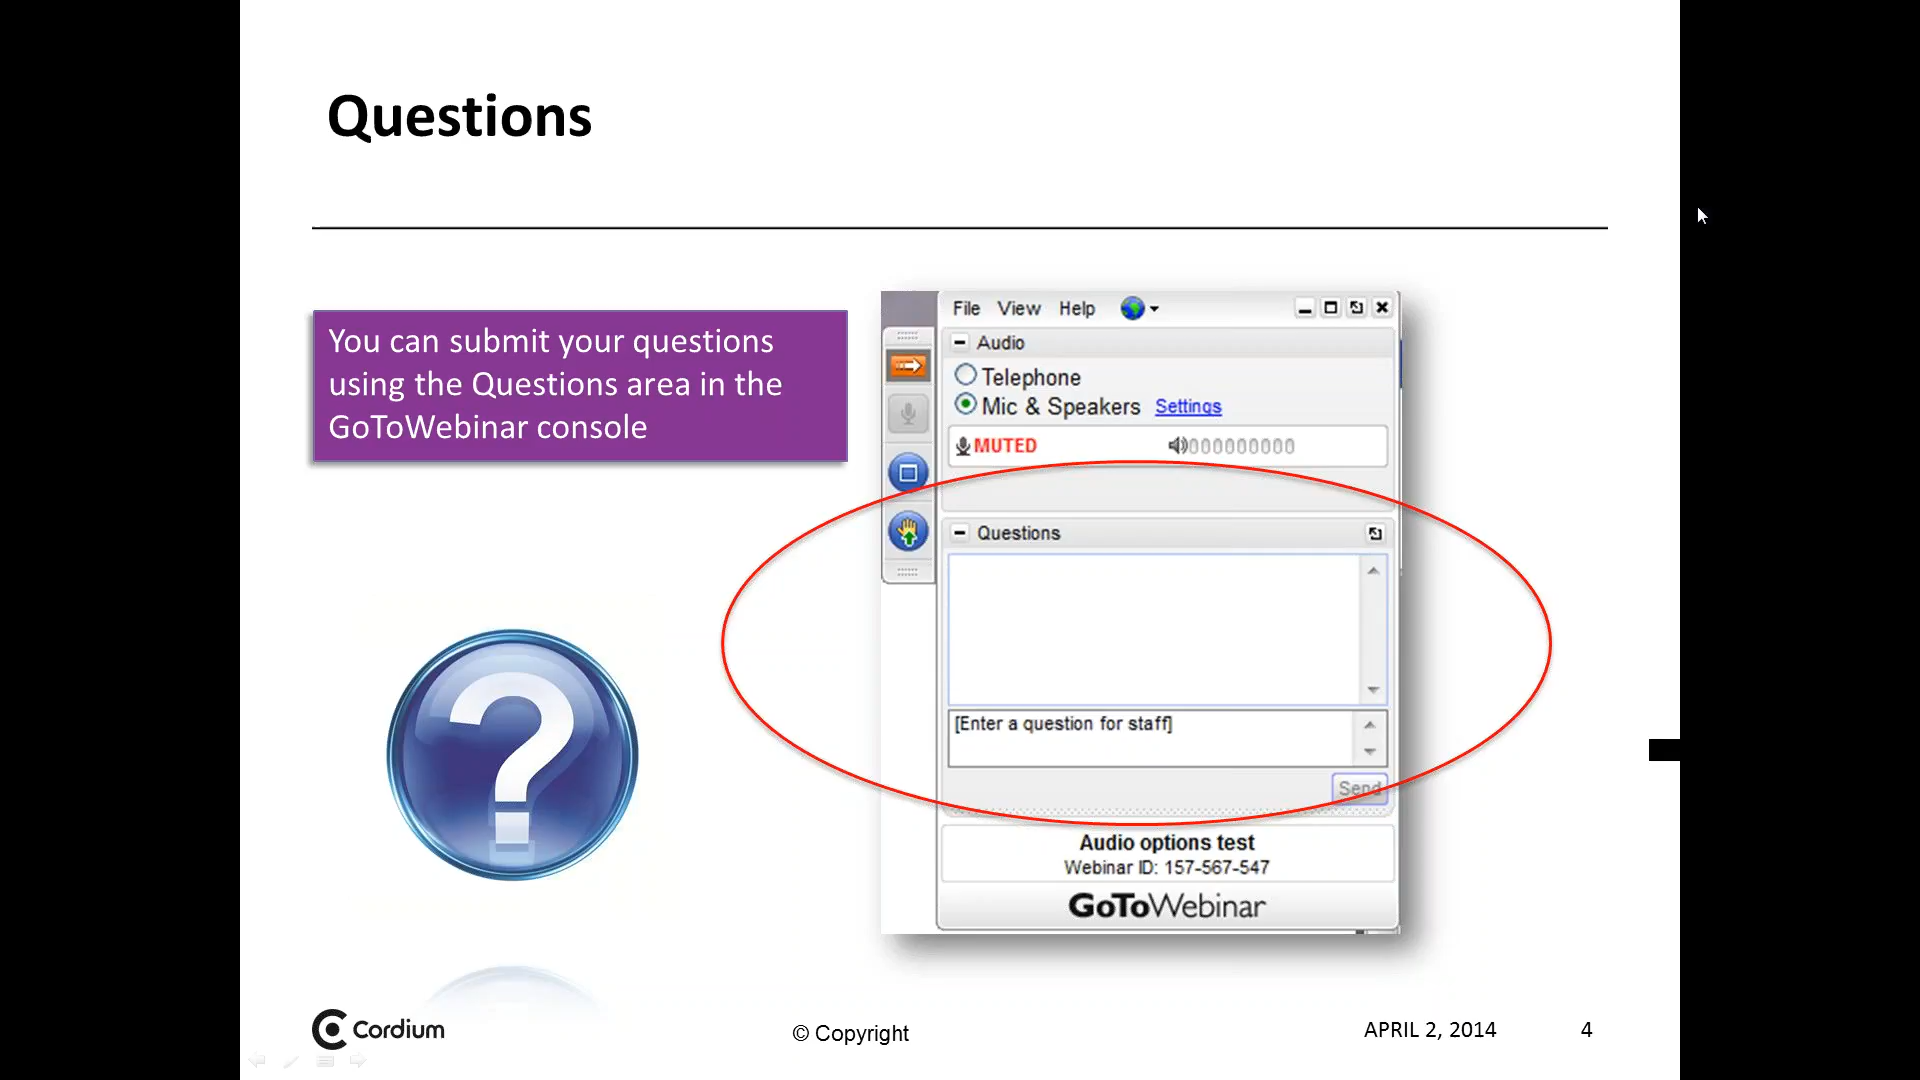 Questions
You can submit your questions
using the Questions area in the
GoToWebinar console
File View Help
Audio
Telephone
Mic & Speakers Settings
MUTED
Questions
[Enter a question for staff]
Send
Audio options test
Webinar ID: 157-567-547
GoToWebinar
Cordium
© Copyright
APRIL 2, 2014
4